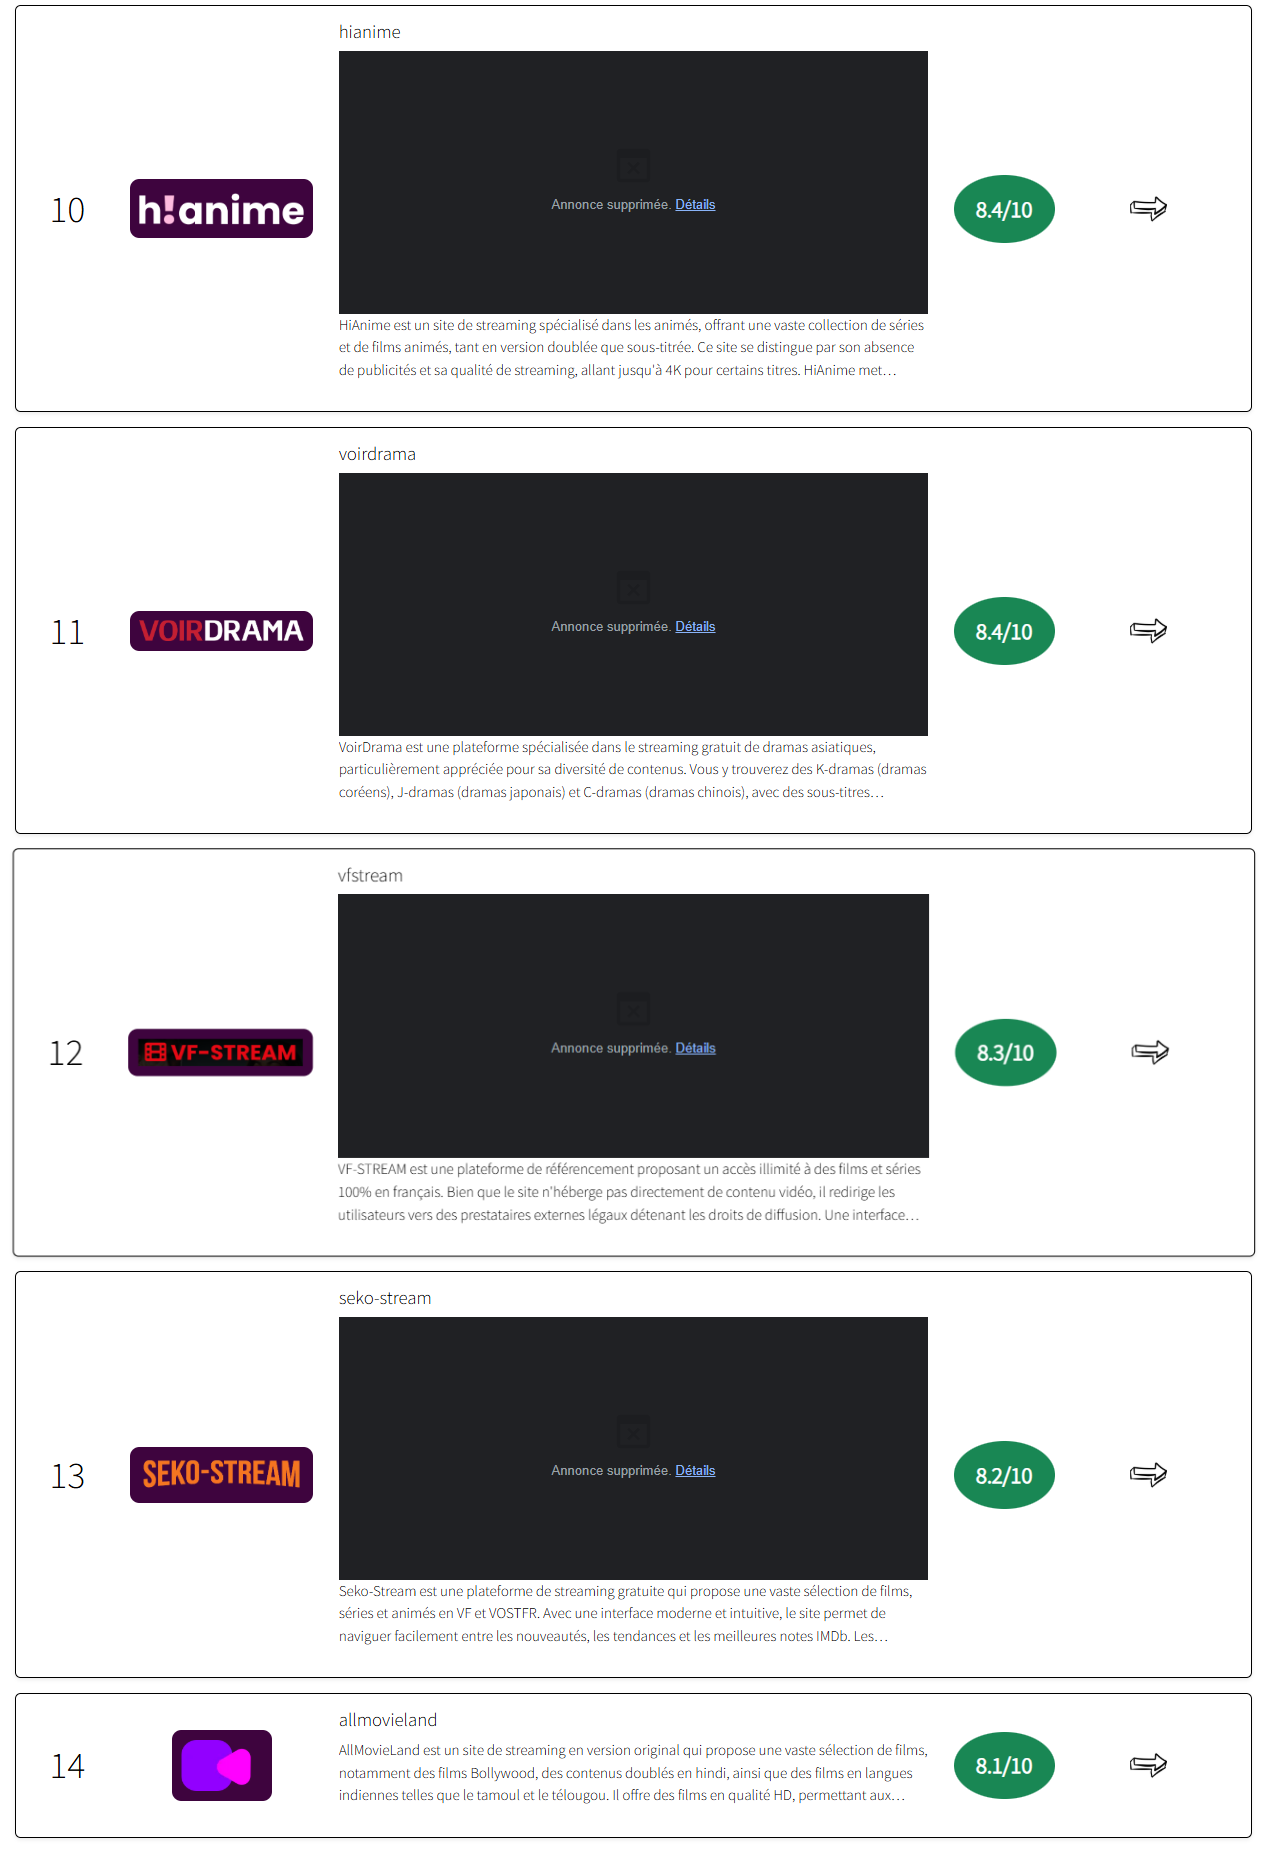 hianime
10
h!anime
Annonce supprimée. Détails
8.4/10
HiAnime est un site de streaming spécialisé dans les animés, offrant une vaste collection de séries
et de films animés, tant en version doublée que sous-titrée. Ce site se distingue par son absence
de publicités et sa qualité de streaming, allant jusqu'à 4K pour certains titres. HiAnime met…
voirdrama
11
VOIRDRAMA
Annonce supprimée. Détails
8.4/10
VoirDrama est une plateforme spécialisée dans le streaming gratuit de dramas asiatiques,
particulièrement appréciée pour sa diversité de contenus. Vous y trouverez des K-dramas (dramas
coréens), J-dramas (dramas japonais) et C-dramas (dramas chinois), avec des sous-titres…
vfstream
12
VF-STREAM
Annonce supprimée. Détails
8.3/10
VF-STREAM est une plateforme de référencement proposant un accès illimité à des films et séries
100% en français. Bien que le site n'héberge pas directement de contenu vidéo, il redirige les
utilisateurs vers des prestataires externes légaux détenant les droits de diffusion. Une interface…
seko-stream
13
SEKO-STREAM
Annonce supprimée. Détails
8.2/10
Seko-Stream est une plateforme de streaming gratuite qui propose une vaste sélection de films,
séries et animés en VF et VOSTFR. Avec une interface moderne et intuitive, le site permet de
naviguer facilement entre les nouveautés, les tendances et les meilleures notes IMDb. Les…
allmovieland
14
8.1/10
AllMovieLand est un site de streaming en version original qui propose une vaste sélection de films,
notamment des films Bollywood, des contenus doublés en hindi, ainsi que des films en langues
indiennes telles que le tamoul et le télougou. Il offre des films en qualité HD, permettant aux…